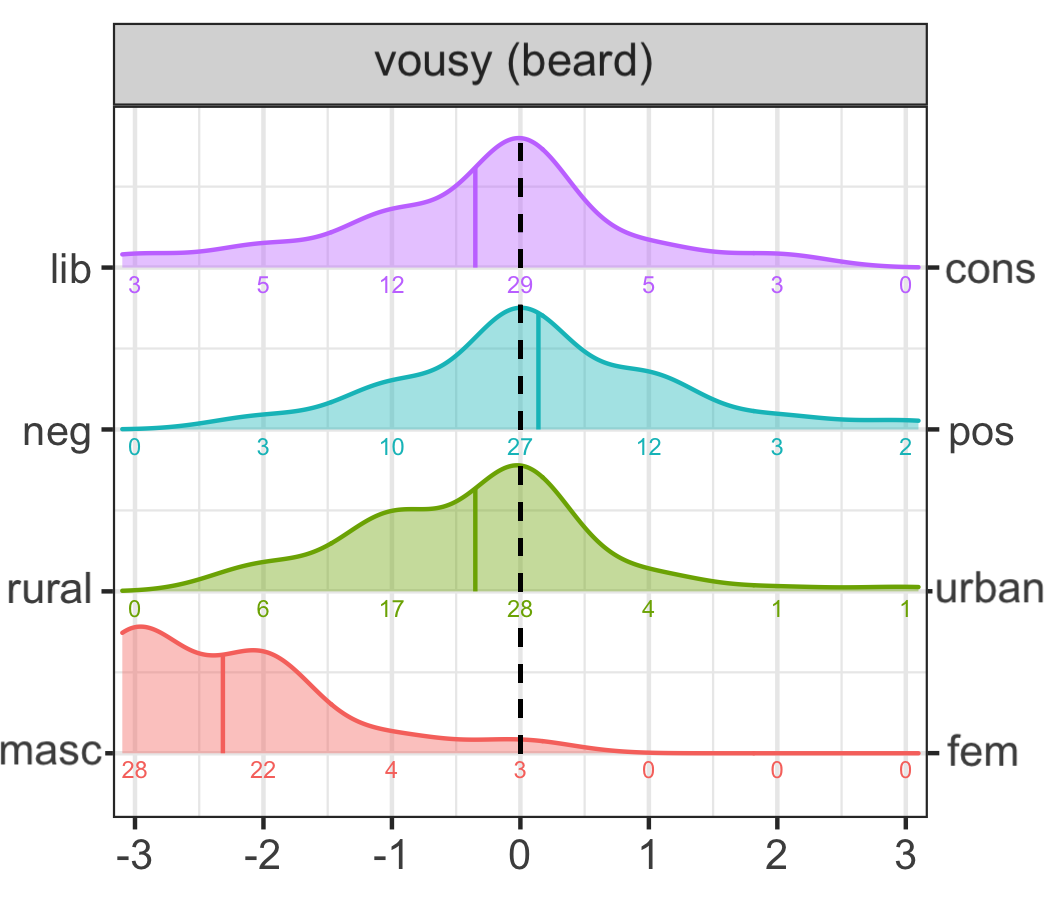 vousy (beard)
lib cons
3 5 12 29 5 3 0
neg pos
0 3 10 27 12 3 2
rural urban
0 6 17 28 4 1 1
masc fem
28 22 4 3 0 0 0
-3 -2 -1 0 1 2 3